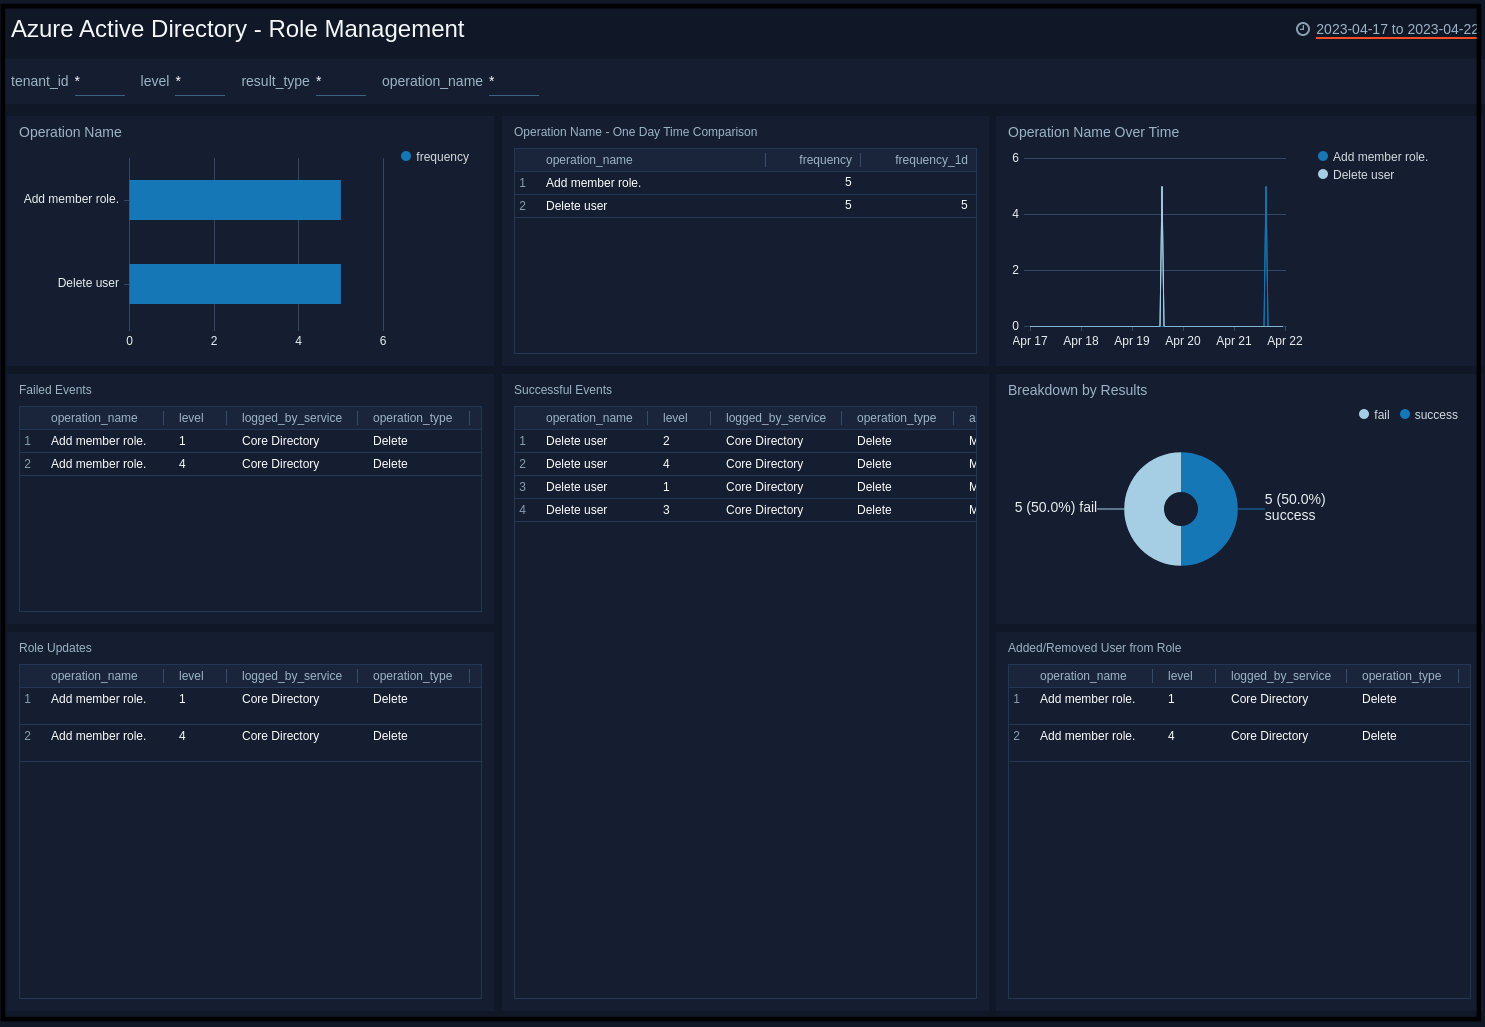 Azure Active Directory - Role Management
2023-04-17 to 2023-04-22
tenant_id * level * result_type * operation_name *
Operation Name
frequency
Add member role.
Delete user
0 2 4 6
Operation Name - One Day Time Comparison
operation_name frequency frequency_1d
1 Add member role. 5
2 Delete user 5 5
Operation Name Over Time
Add member role.
Delete user
6
4
2
0
Apr 17 Apr 18 Apr 19 Apr 20 Apr 21 Apr 22
Failed Events
operation_name level logged_by_service operation_type
1 Add member role. 1 Core Directory Delete
2 Add member role. 4 Core Directory Delete
Successful Events
operation_name level logged_by_service operation_type a
1 Delete user 2 Core Directory Delete M
2 Delete user 4 Core Directory Delete M
3 Delete user 1 Core Directory Delete M
4 Delete user 3 Core Directory Delete M
Breakdown by Results
fail success
5 (50.0%) fail
5 (50.0%)
success
Role Updates
operation_name level logged_by_service operation_type
1 Add member role. 1 Core Directory Delete
2 Add member role. 4 Core Directory Delete
Added/Removed User from Role
operation_name level logged_by_service operation_type
1 Add member role. 1 Core Directory Delete
2 Add member role. 4 Core Directory Delete